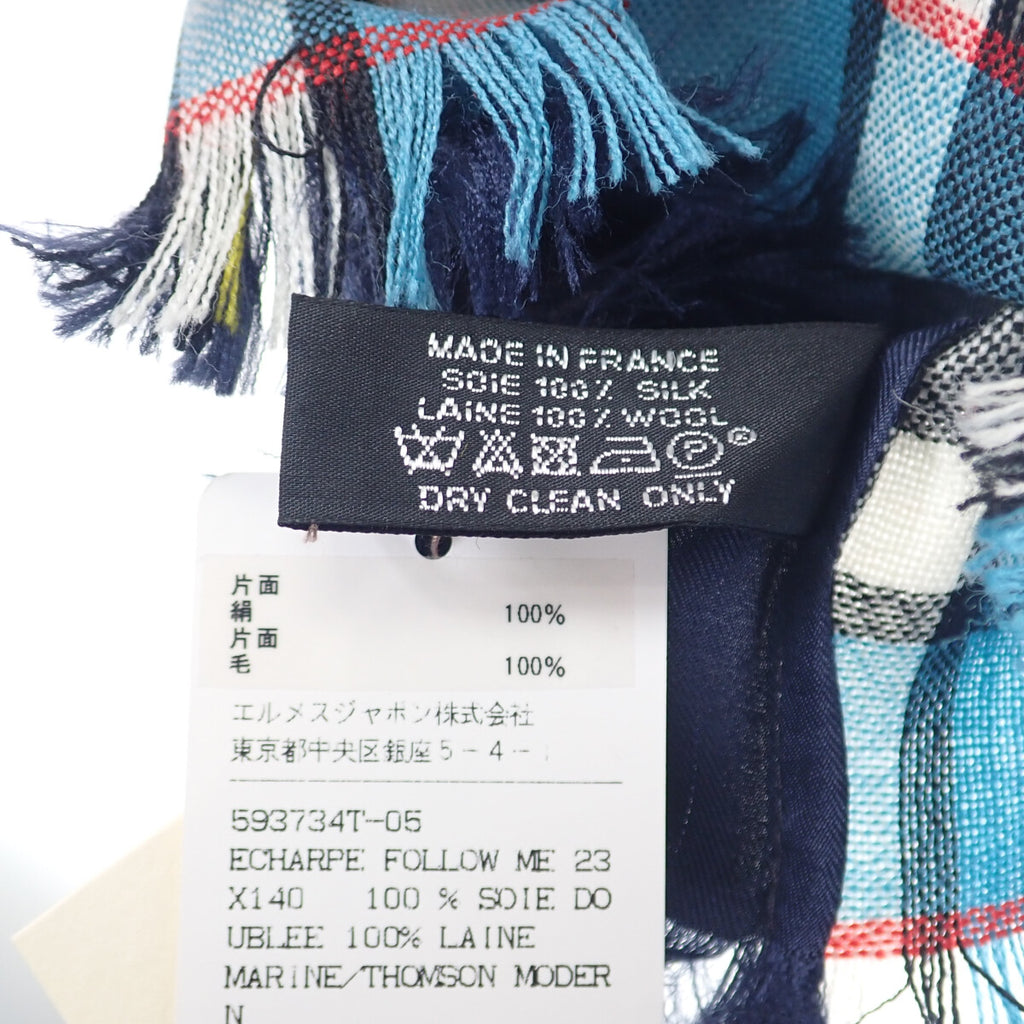 MADE IN FRANCE
SOIE 100% SILK
LAINE 100% WOOL
P ®
DRY CLEAN ONLY
片面
絹 100%
片面
毛 100%
エルメスジャポン株式会社
東京都中央区銀座5-4-
593734T-05
ECHARPE FOLLOW ME 23
X140 100 % SOIE DO
UBLEE 100% LAINE
MARINE/THOMSON MODER
N